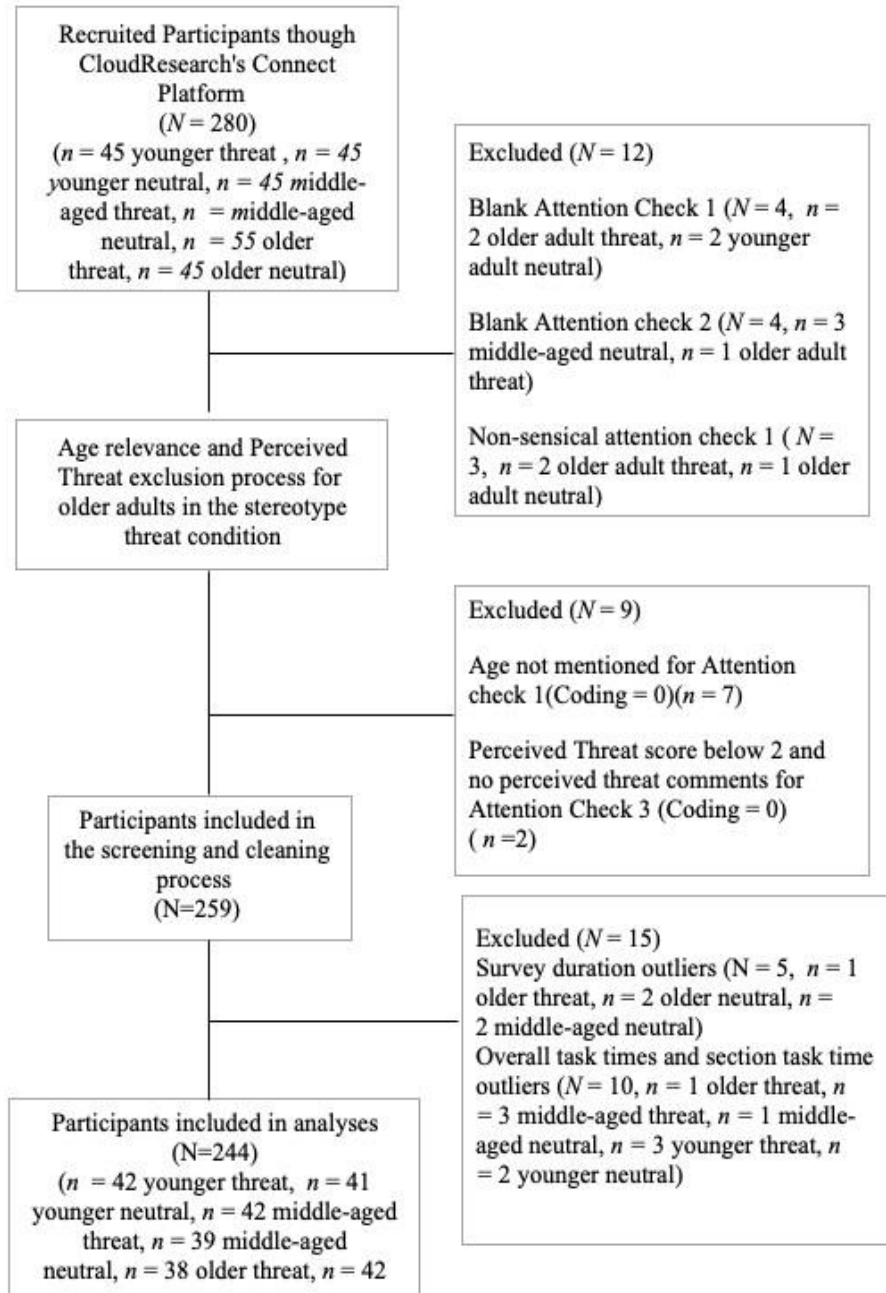 Recruited Participants though
CloudResearch's Connect
Platform
(N = 280)
(n = 45 younger threat , n = 45
younger neutral, n = 45 middle-
aged threat, n  = middle-aged
neutral, n  = 55 older
threat, n = 45 older neutral)
Excluded (N = 12)
Blank Attention Check 1 (N = 4,  n =
2 older adult threat, n = 2 younger
adult neutral)
Blank Attention check 2 (N = 4, n = 3
middle-aged neutral, n = 1 older adult
threat)
Non-sensical attention check 1 ( N =
3,  n = 2 older adult threat, n = 1 older
adult neutral)
Age relevance and Perceived
Threat exclusion process for
older adults in the stereotype
threat condition
Excluded (N = 9)
Age not mentioned for Attention
check 1(Coding = 0)(n = 7)
Perceived Threat score below 2 and
no perceived threat comments for
Attention Check 3 (Coding = 0)
( n =2)
Participants included in
the screening and cleaning
process
(N=259)
Excluded (N = 15)
Survey duration outliers (N = 5,  n = 1
older threat, n = 2 older neutral, n =
2 middle-aged neutral)
Overall task times and section task time
outliers (N = 10, n = 1 older threat, n
= 3 middle-aged threat, n = 1 middle-
aged neutral, n = 3 younger threat, n
= 2 younger neutral)
Participants included in analyses
(N=244)
(n  = 42 younger threat,  n = 41
younger neutral, n = 42 middle-aged
threat, n = 39 middle-aged
neutral, n = 38 older threat, n = 42